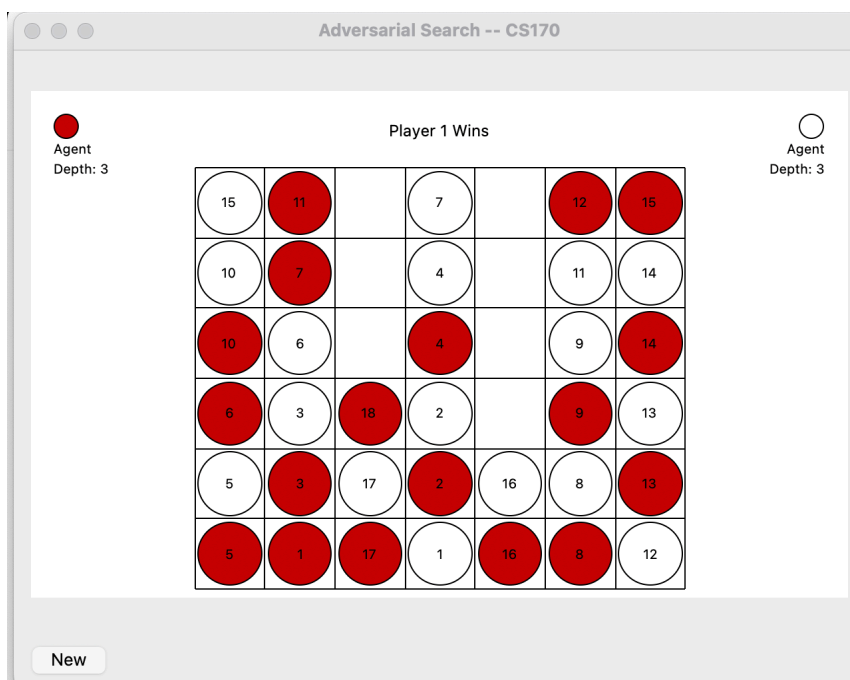 Adversarial Search -- CS170
Player 1 Wins
Agent
Depth: 3
Agent
Depth: 3
15 11 7 12 15
10 7 4 11 14
10 6 4 9 14
6 3 18 2 9 13
5 3 17 2 16 8 13
5 1 17 1 16 8 12
New